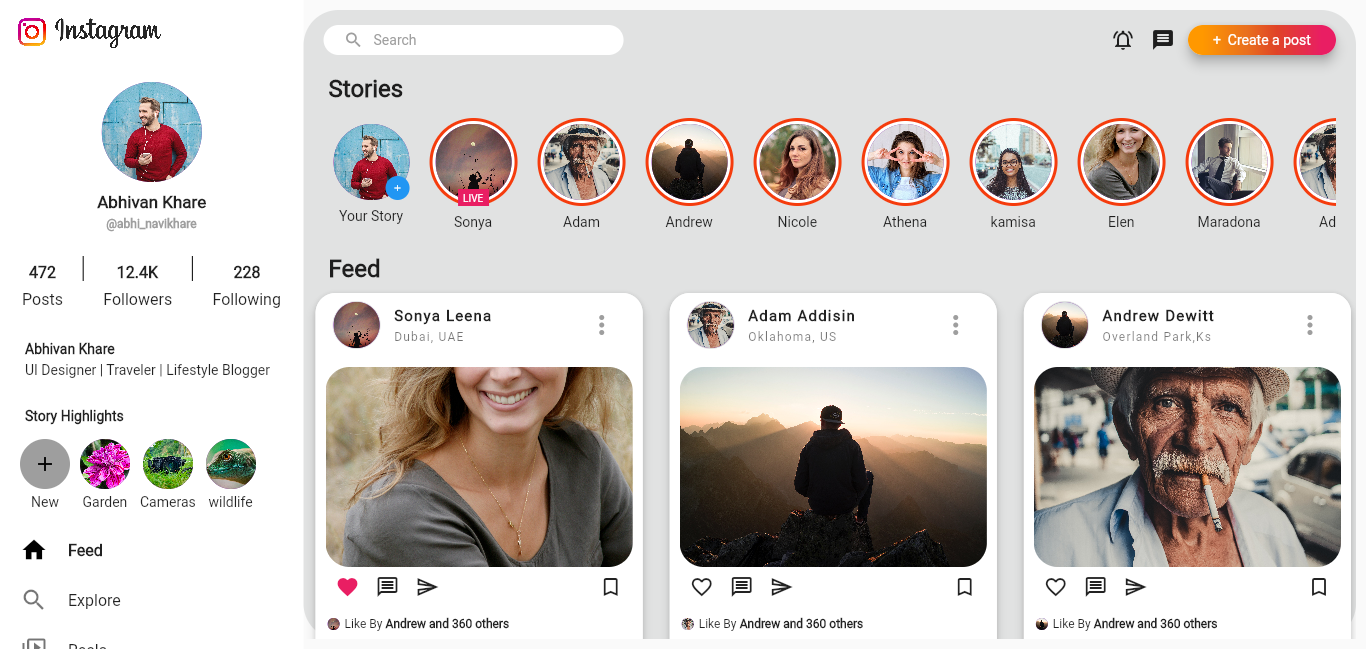 Instagram
Abhivan Khare
@abhi_navikhare
472 12.4K 228
Posts Followers Following
Abhivan Khare
UI Designer | Traveler | Lifestyle Blogger
Story Highlights
New Garden Cameras wildlife
Feed
Explore
Search
+ Create a post
Stories
LIVE
Your Story Sonya Adam Andrew Nicole Athena kamisa Elen Maradona Ad
Feed
Sonya Leena
Dubai, UAE
Like By Andrew and 360 others
Adam Addisin
Oklahoma, US
Like By Andrew and 360 others
Andrew Dewitt
Overland Park,Ks
Like By Andrew and 360 others